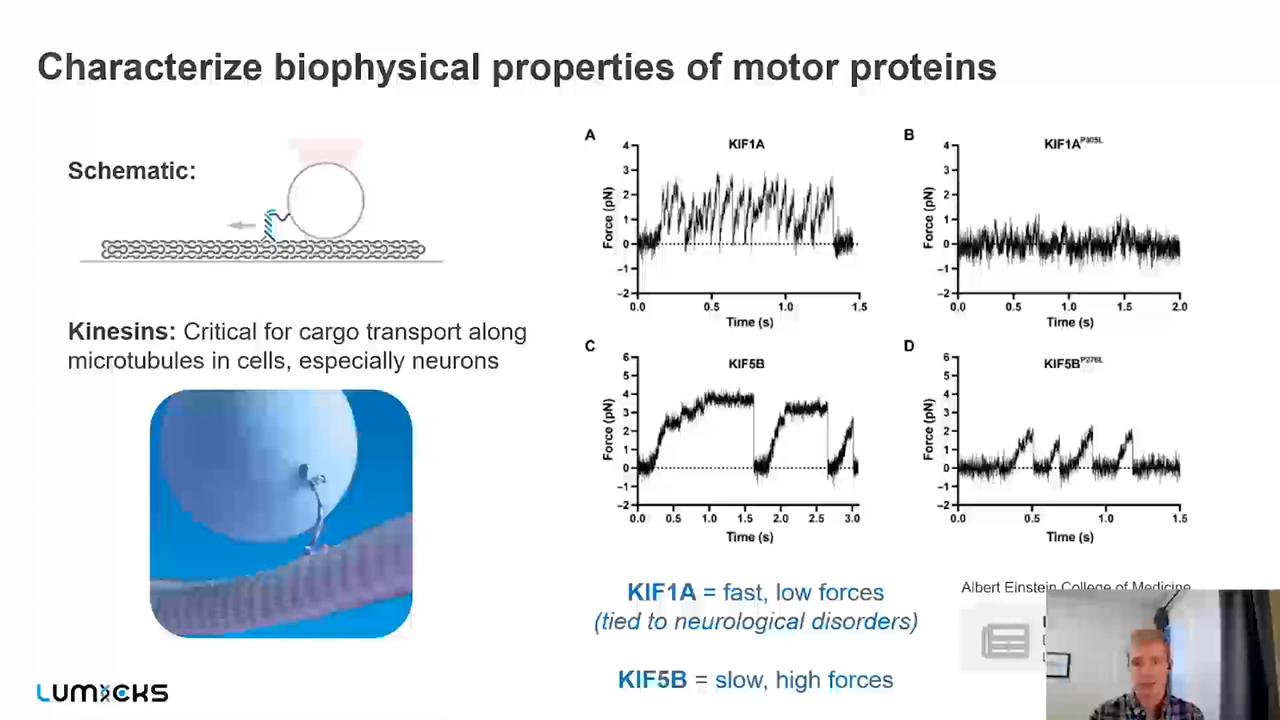 Characterize biophysical properties of motor proteins
Schematic:
Kinesins: Critical for cargo transport along
microtubules in cells, especially neurons
A
KIF1A
4
3
2
1
0
−1
−2
Force (pN)
0.0
0.5
1.0
1.5
Time (s)
B
KIF1A
4
3
2
1
0
−1
−2
Force (pN)
0.0
0.5
1.0
1.5
2.0
Time (s)
C
KIF5B
6
5
4
3
2
1
0
−1
−2
Force (pN)
0.0
0.5
1.0
1.5
2.0
2.5
3.0
Time (s)
D
KIF5BP276L
6
5
4
3
2
1
0
−1
−2
Force (pN)
0.0
0.5
1.0
1.5
Time (s)
KIF1A = fast, low forces
(tied to neurological disorders)
KIF5B = slow, high forces
Albert Einstein College of Medicine
LUMICKS